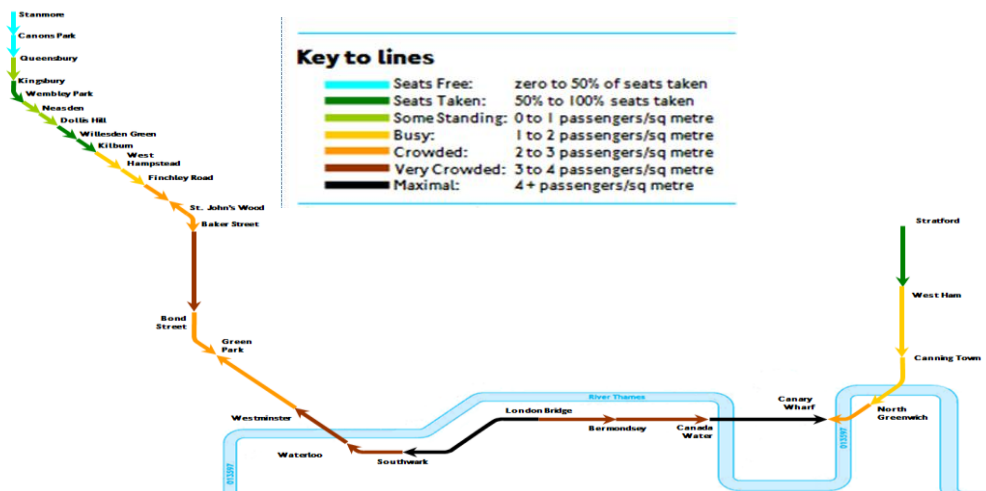 Stanmore
Canons Park
Queensbury
Kingsbury
Wembley Park
Neasden
Dollis Hill
Willesden Green
Kilburn
West
Hampstead
Finchley Road
St. John's Wood
Baker Street
Bond
Street
Green
Park
Westminster
Waterloo
Southwark
London Bridge
Bermondsey
Canada
Water
Canary
Wharf
North
Greenwich
Canning Town
West Ham
Stratford
River Thames
013597
013597
Key to lines
Seats Free: zero to 50% of seats taken
Seats Taken: 50% to 100% seats taken
Some Standing: 0 to 1 passengers/sq metre
Busy: 1 to 2 passengers/sq metre
Crowded: 2 to 3 passengers/sq metre
Very Crowded: 3 to 4 passengers/sq metre
Maximal: 4+ passengers/sq metre